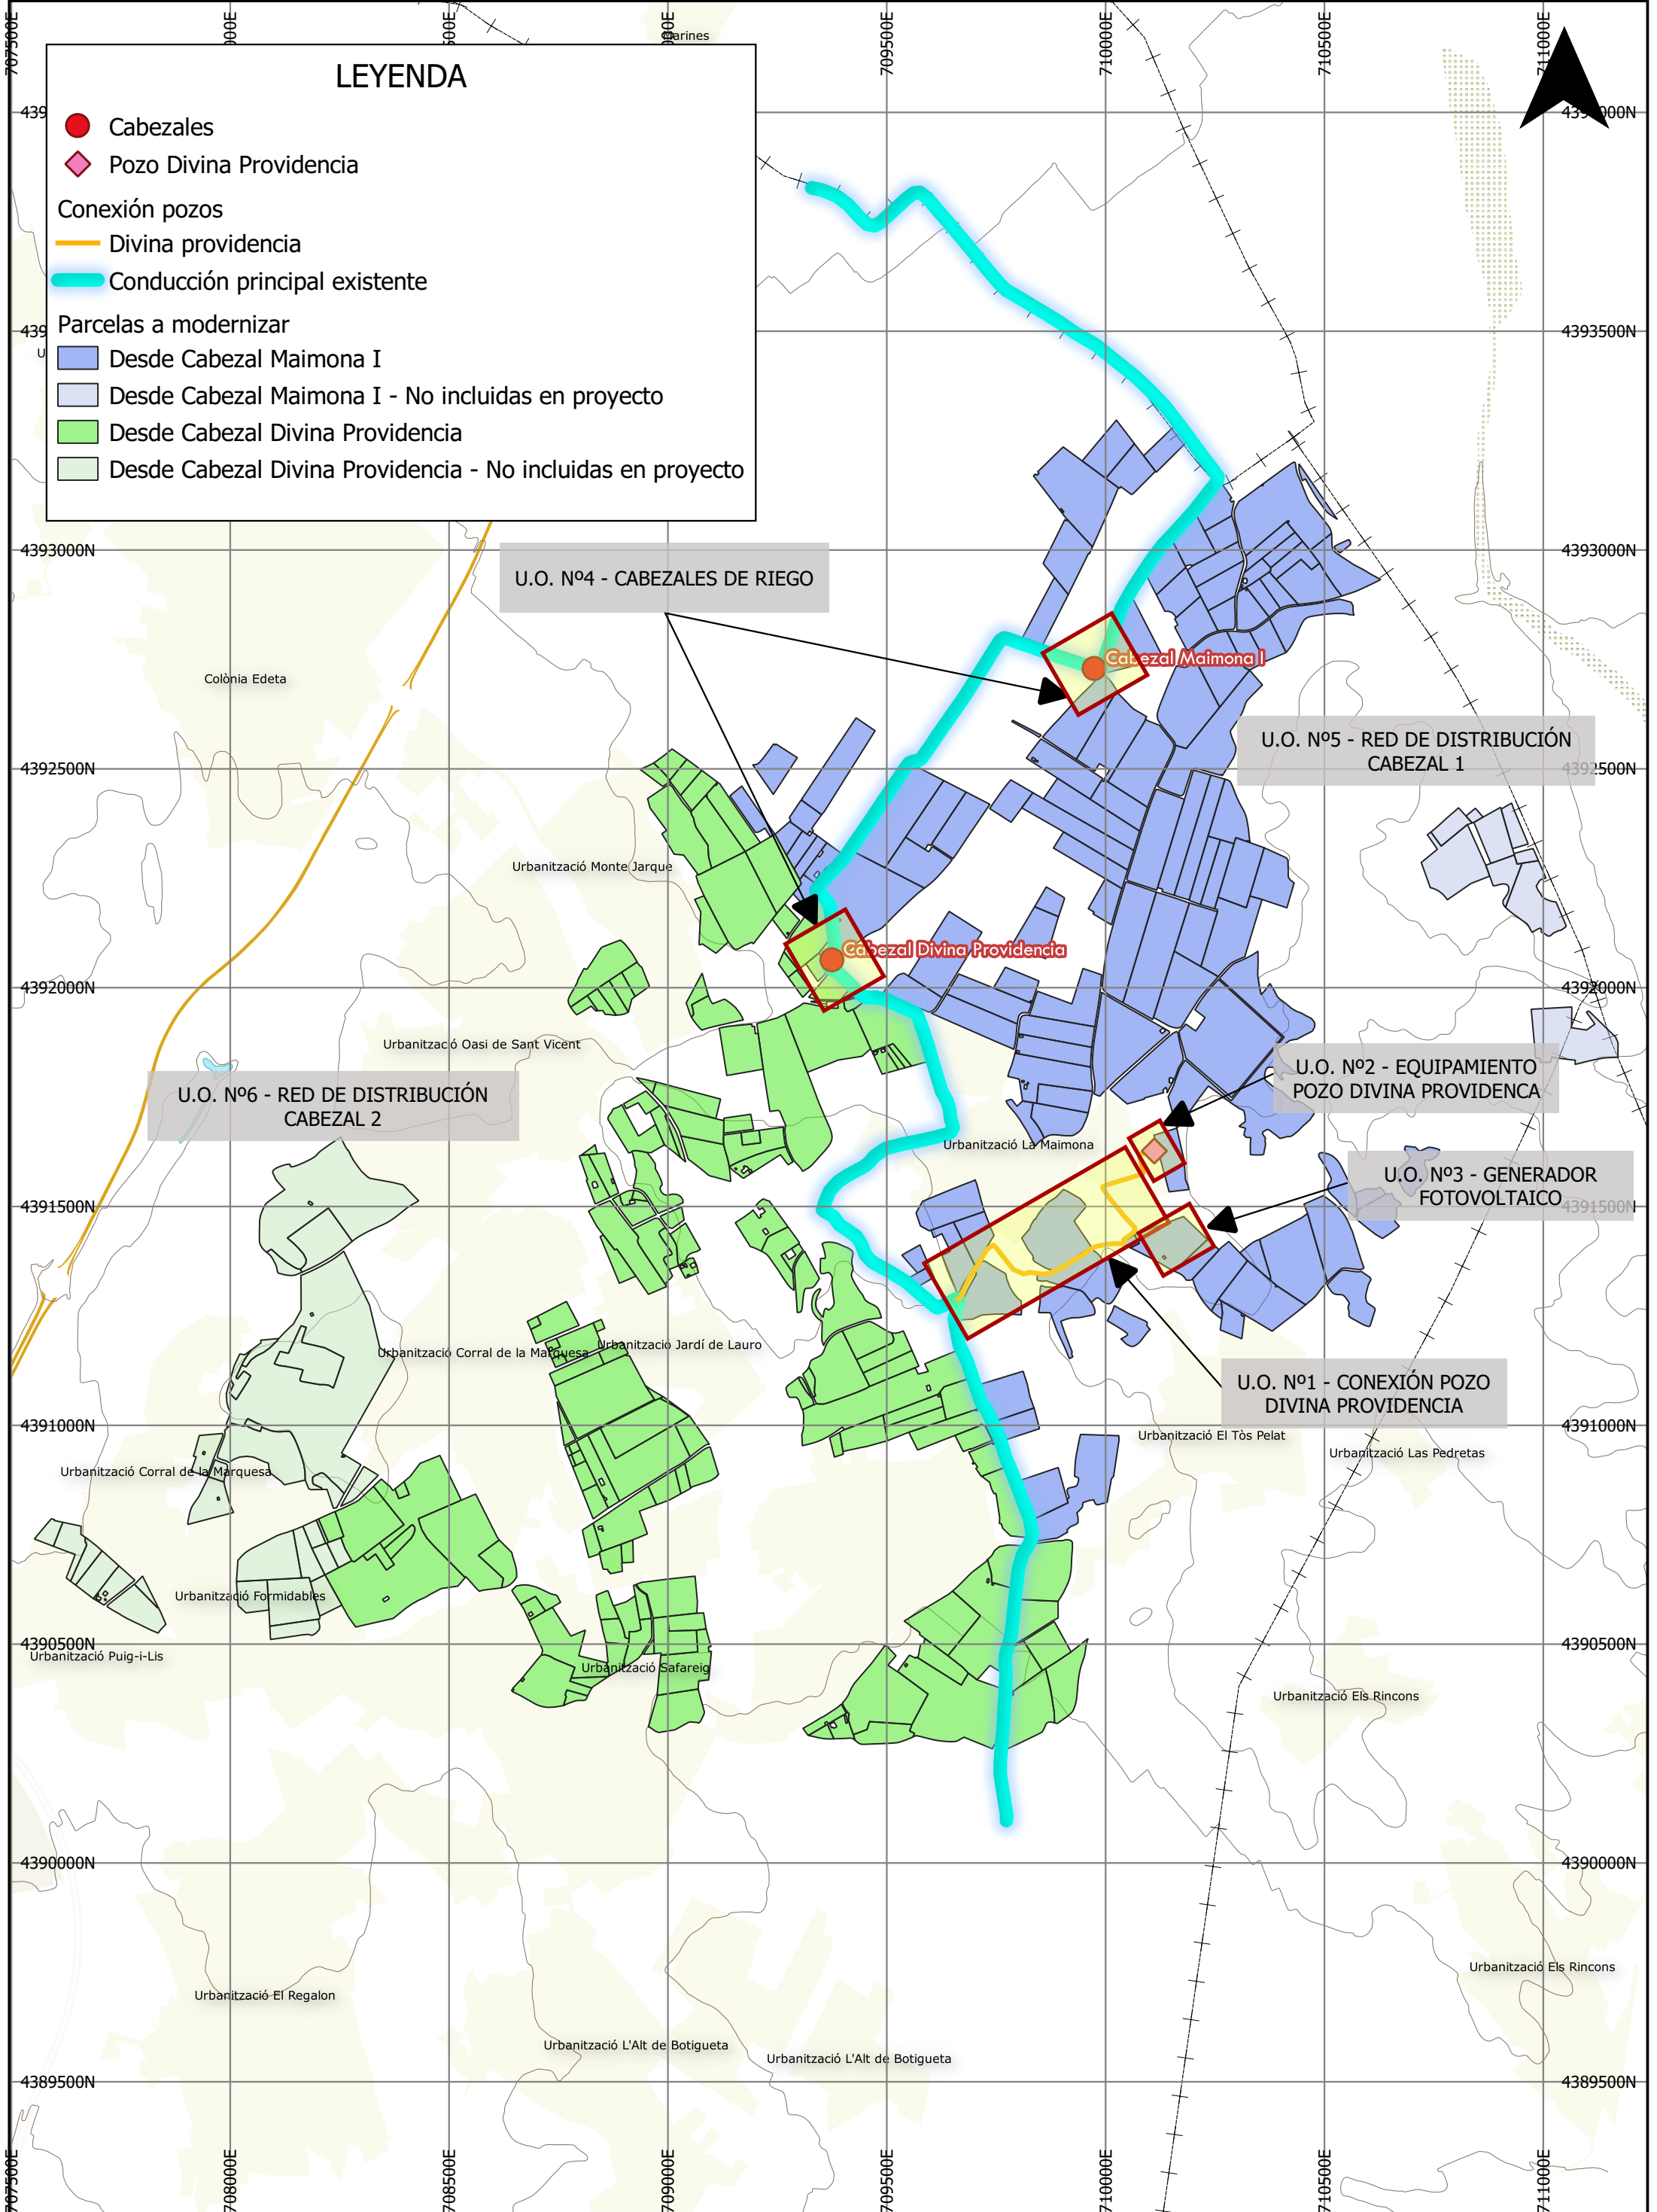 707500E
709500E
710000E
710500E
711000E
Marines
LEYENDA
Cabezales
Pozo Divina Providencia
Conexión pozos
Divina providencia
Conducción principal existente
Parcelas a modernizar
Desde Cabezal Maimona I
Desde Cabezal Maimona I - No incluidas en proyecto
Desde Cabezal Divina Providencia
Desde Cabezal Divina Providencia - No incluidas en proyecto
4393500N
4393000N
4393000N
U.O. Nº4 - CABEZALES DE RIEGO
Cabezal Maimona I
Colònia Edeta
U.O. Nº5 - RED DE DISTRIBUCIÓN
CABEZAL 1
4392500N
4392500N
Urbanització Monte Jarque
Cabezal Divina Providencia
4392000N
4392000N
Urbanització Oasi de Sant Vicent
U.O. Nº2 - EQUIPAMIENTO
POZO DIVINA PROVIDENCA
U.O. Nº6 - RED DE DISTRIBUCIÓN
CABEZAL 2
Urbanització La Maimona
U.O. Nº3 - GENERADOR
FOTOVOLTAICO
4391500N
4391500N
Urbanització Jardí de Lauro
Urbanització Corral de la Marquesa
U.O. Nº1 - CONEXIÓN POZO
DIVINA PROVIDENCIA
4391000N
4391000N
Urbanització El Tòs Pelat
Urbanització Las Pedretas
Urbanització Corral de la Marquesa
Urbanització Formidables
4390500N
4390500N
Urbanització Puig-i-Lis
Urbanització Safareig
Urbanització Els Rincons
4390000N
4390000N
Urbanització Els Rincons
Urbanització El Regalon
Urbanització L'Alt de Botigueta
Urbanització L'Alt de Botigueta
4389500N
4389500N
707500E
708000E
708500E
709000E
709500E
710000E
710500E
711000E